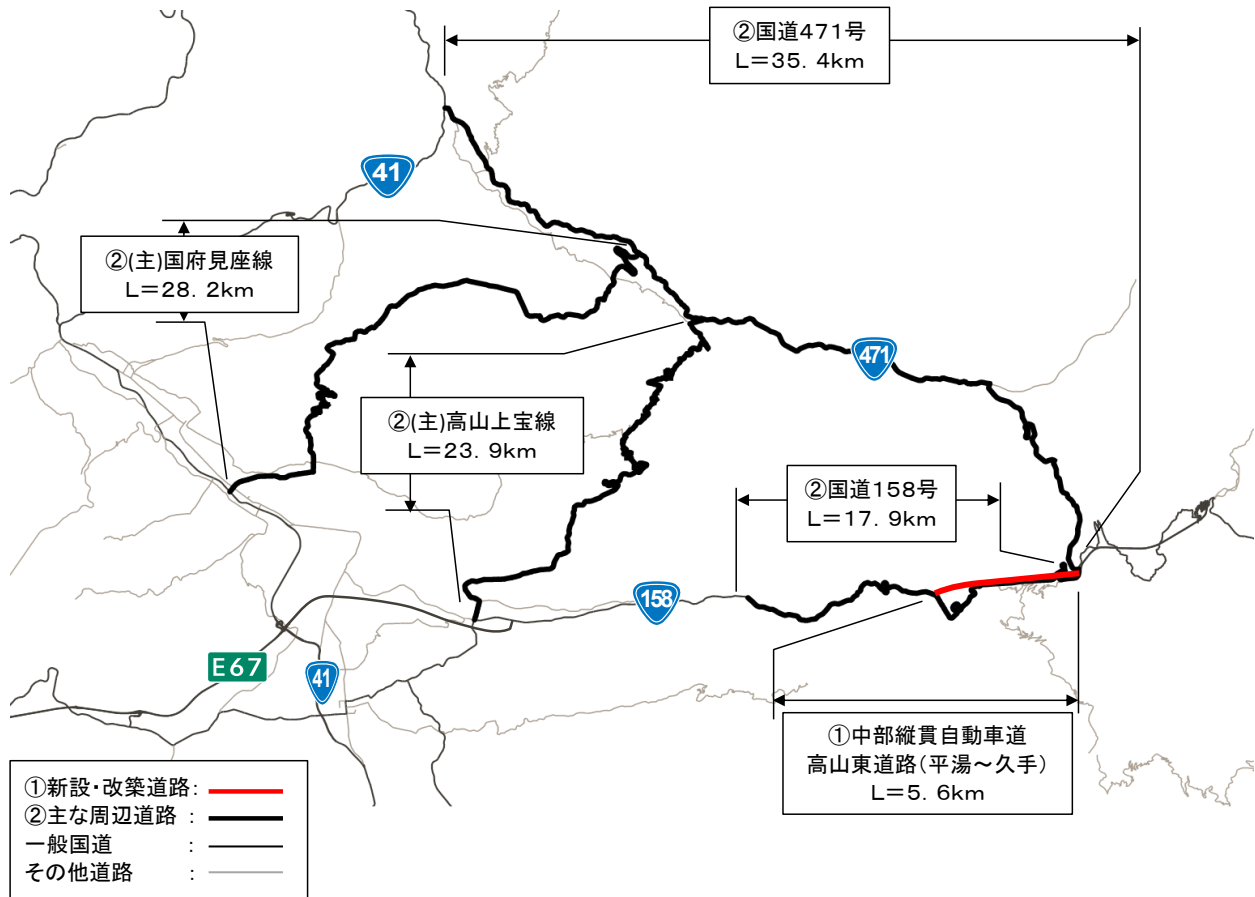 ②国道471号
L=35.4km
41
②(主)国府見座線
L=28.2km
471
②(主)高山上宝線
L=23.9km
②国道158号
L=17.9km
158
E67
41
①中部縦貫自動車道
高山東道路(平湯～久手)
L=5.6km
①新設・改築道路:
②主な周辺道路 :
一般国道 :
その他道路 :